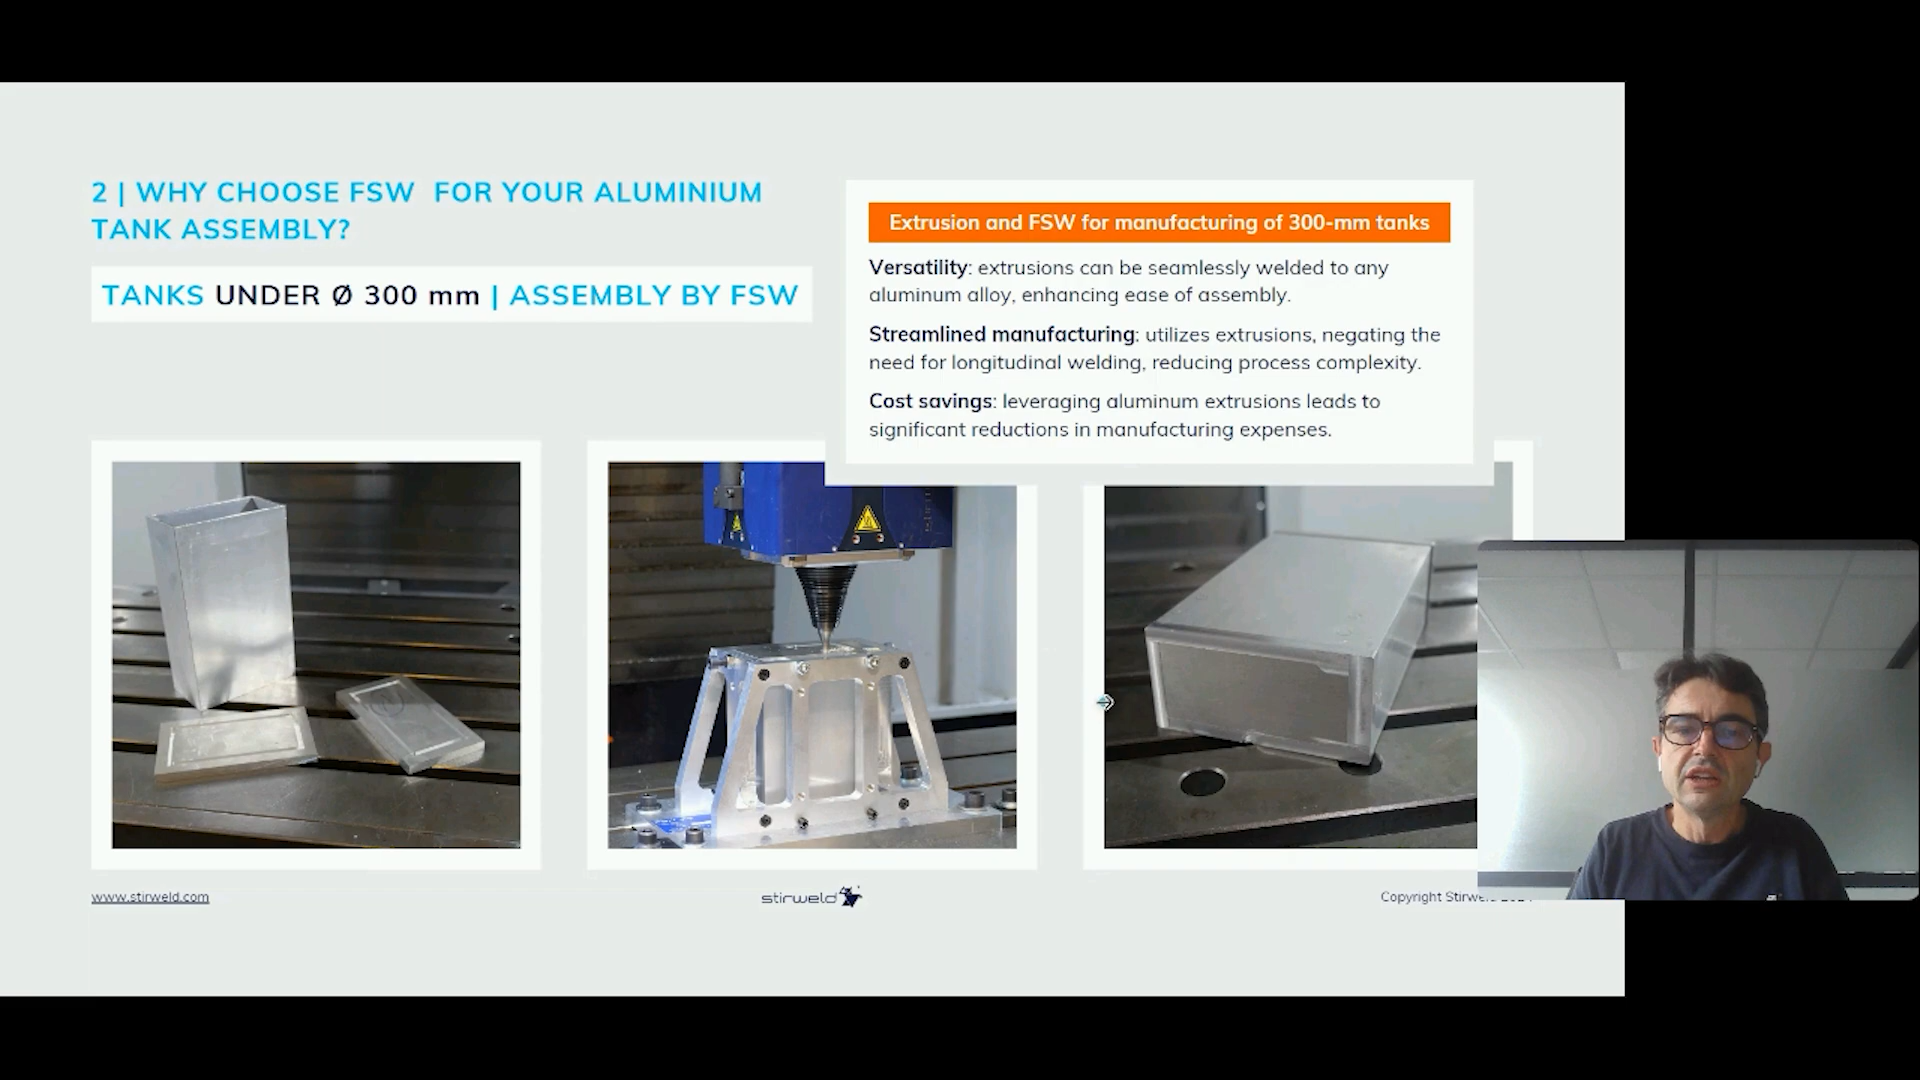 2 | WHY CHOOSE FSW FOR YOUR ALUMINIUM
TANK ASSEMBLY?
TANKS UNDER Ø 300 mm | ASSEMBLY BY FSW
Extrusion and FSW for manufacturing of 300-mm tanks
Versatility: extrusions can be seamlessly welded to any
aluminum alloy, enhancing ease of assembly.
Streamlined manufacturing: utilizes extrusions, negating the
need for longitudinal welding, reducing process complexity.
Cost savings: leveraging aluminum extrusions leads to
significant reductions in manufacturing expenses.
www.stirweld.com
stirweld
Copyright